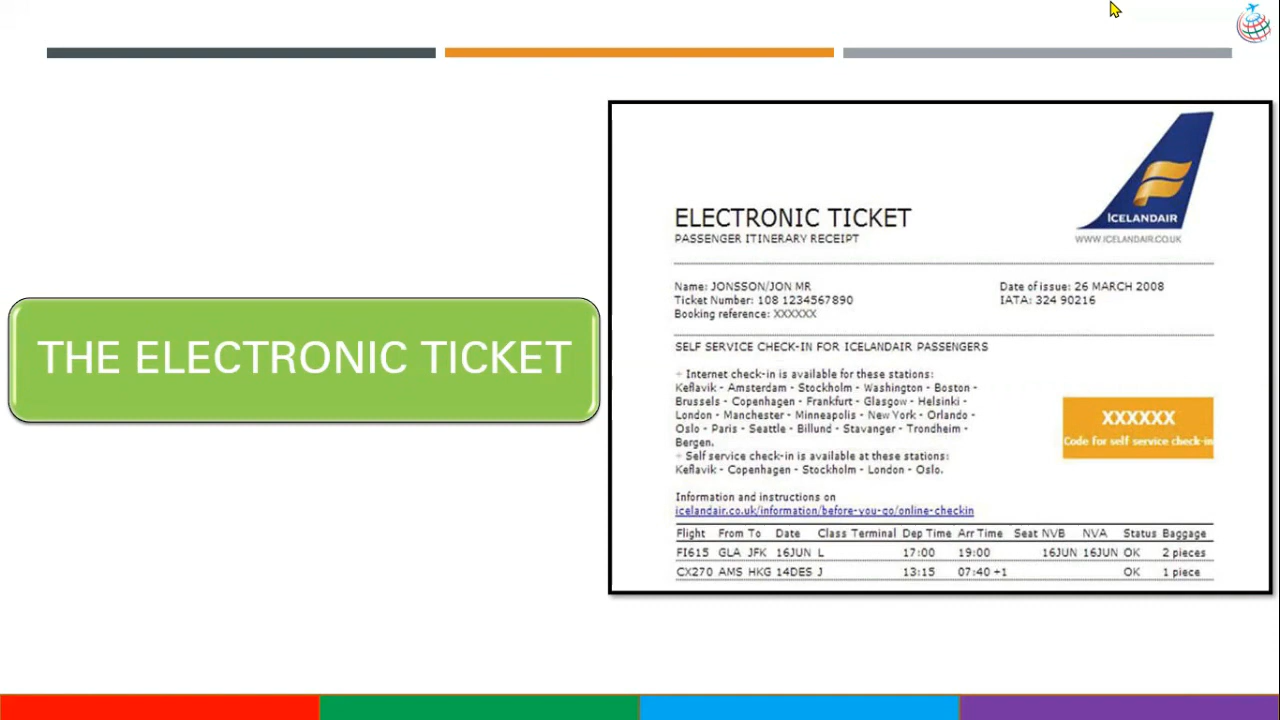 THE ELECTRONIC TICKET
ICELANDAIR
WWW.ICELANDAIR.CO.UK
ELECTRONIC TICKET
PASSENGER ITINERARY RECEIPT
Name: JONSSON/JON MR Date of issue: 26 MARCH 2008
Ticket Number: 108 1234567890 IATA: 324 90216
Booking reference: XXXXXX
SELF SERVICE CHECK-IN FOR ICELANDAIR PASSENGERS
+ Internet check-in is available for these stations:
Keflavik - Amsterdam - Stockholm - Washington - Boston -
Brussels - Copenhagen - Frankfurt - Glasgow - Helsinki -
London - Manchester - Minneapolis - New York - Orlando -
Oslo - Paris - Seattle - Billund - Stavanger - Trondheim -
Bergen.
+ Self service check-in is available at these stations:
Keflavik - Copenhagen - Stockholm - London - Oslo.
XXXXXX
Code for self service check-in
Information and instructions on
icelandair.co.uk/information/before-you-go/online-checkin
Flight From To Date Class Terminal Dep Time Arr Time Seat NVB NVA Status Baggage
FI615 GLA JFK 16JUN L 17:00 19:00 16JUN 16JUN OK 2 pieces
CX270 AMS HKG 14DES J 13:15 07:40 +1 OK 1 piece